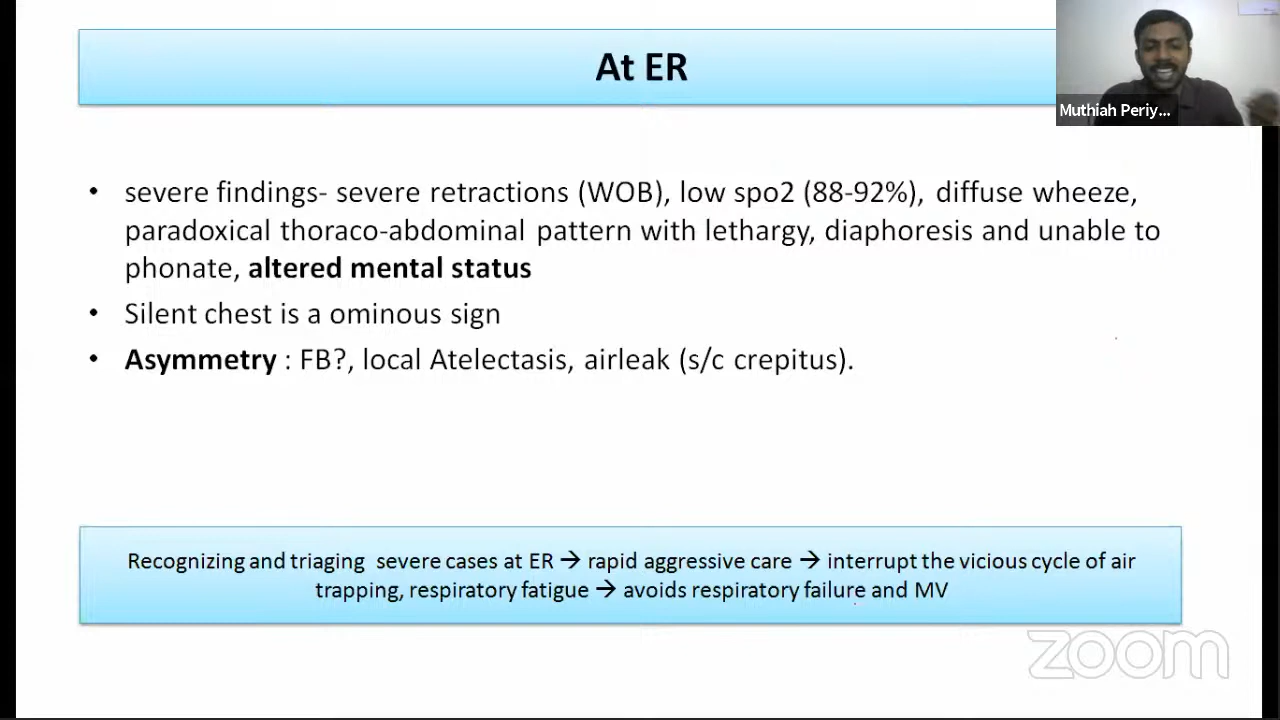 At ER
Muthiah Periy...
• severe findings- severe retractions (WOB), low spo2 (88-92%), diffuse wheeze,
paradoxical thoraco-abdominal pattern with lethargy, diaphoresis and unable to
phonate, altered mental status
• Silent chest is a ominous sign
• Asymmetry : FB?, local Atelectasis, airleak (s/c crepitus).
Recognizing and triaging severe cases at ER → rapid aggressive care → interrupt the vicious cycle of air
trapping, respiratory fatigue → avoids respiratory failure and MV
zoom